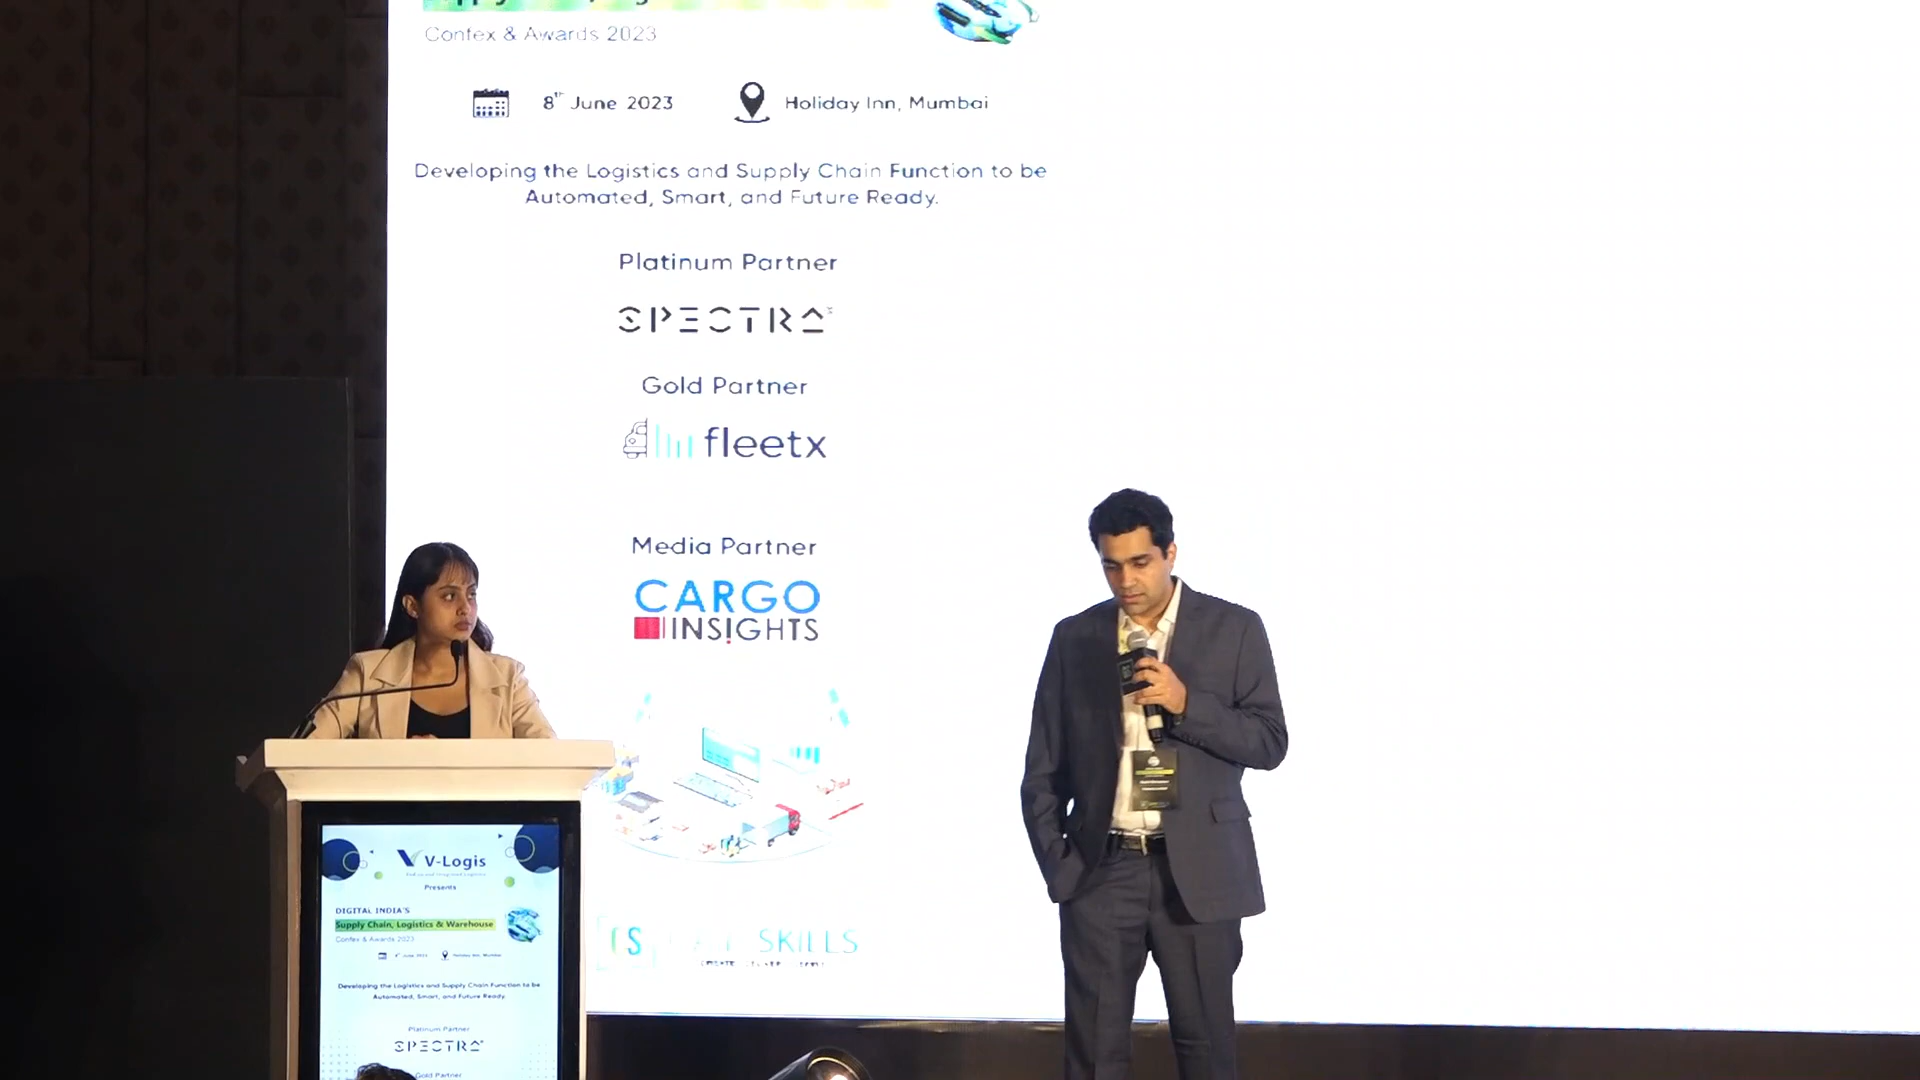 Confex & Awards 2023
8th June 2023
Holiday Inn, Mumbai
Developing the Logistics and Supply Chain Function to be
Automated, Smart, and Future Ready.
Platinum Partner
SPECTRA
Gold Partner
fleetx
Media Partner
CARGO
INSIGHTS
SKILLS
V-Logis
Presents
DIGITAL INDIA'S
Supply Chain, Logistics & Warehouse
Confex & Awards 2023
Holiday Inn, Mumbai
Developing the Logistics and Supply Chain Function to be
Automated, Smart, and Future Ready.
Platinum Partner
SPECTRA
Gold Partner